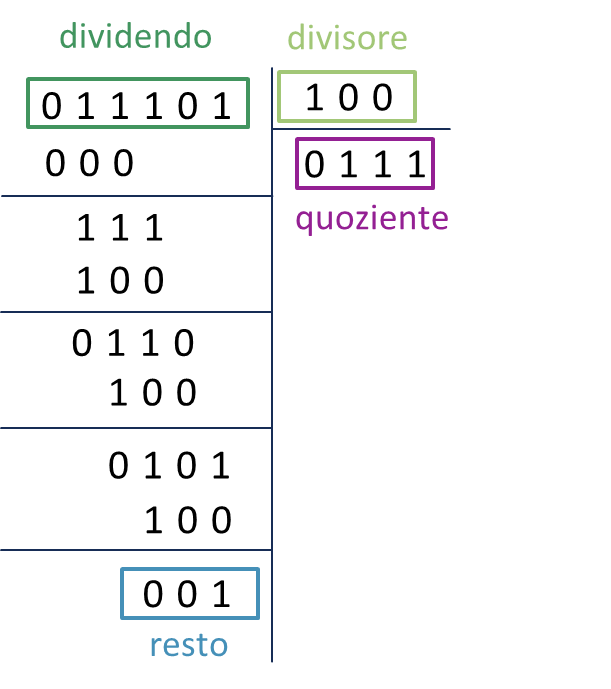 dividendo
divisore
0 1 1 1 0 1
1 0 0
0 0 0
0 1 1 1
quoziente
1 1 1
1 0 0
0 1 1 0
1 0 0
0 1 0 1
1 0 0
0 0 1
resto